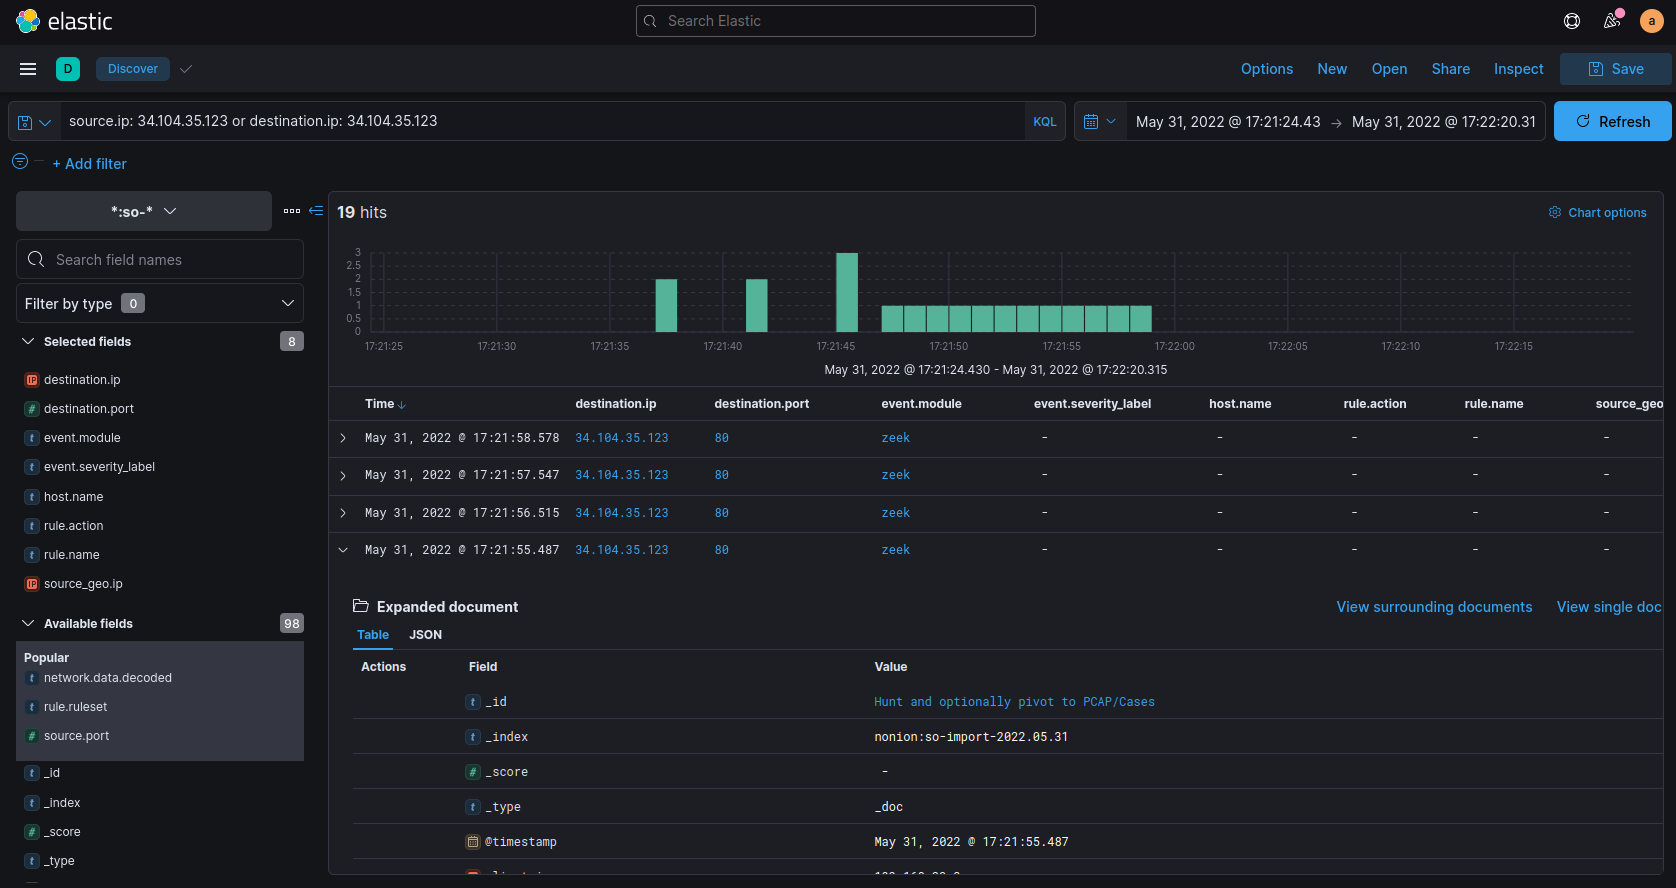 elastic
Search Elastic
a
D
Discover
Options
New
Open
Share
Inspect
Save
source.ip: 34.104.35.123 or destination.ip: 34.104.35.123
KQL
May 31, 2022 @ 17:21:24.43 → May 31, 2022 @ 17:22:20.31
Refresh
+ Add filter
*:so-*
Search field names
Filter by type 0
Selected fields 8
destination.ip
destination.port
event.module
event.severity_label
host.name
rule.action
rule.name
source_geo.ip
Available fields 98
Popular
network.data.decoded
rule.ruleset
source.port
_id
_index
_score
_type
19 hits
Chart options
3
2.5
2
1.5
1
0.5
0
17:21:25 17:21:30 17:21:35 17:21:40 17:21:45 17:21:50 17:21:55 17:22:00 17:22:05 17:22:10 17:22:15
May 31, 2022 @ 17:21:24.430 - May 31, 2022 @ 17:22:20.315
Time ↓ destination.ip destination.port event.module event.severity_label host.name rule.action rule.name source_geo
May 31, 2022 @ 17:21:58.578 34.104.35.123 80 zeek - - - - -
May 31, 2022 @ 17:21:57.547 34.104.35.123 80 zeek - - - - -
May 31, 2022 @ 17:21:56.515 34.104.35.123 80 zeek - - - - -
May 31, 2022 @ 17:21:55.487 34.104.35.123 80 zeek - - - - -
Expanded document
View surrounding documents
View single doc
Table JSON
Actions Field Value
t _id Hunt and optionally pivot to PCAP/Cases
t _index nonion:so-import-2022.05.31
# _score -
t _type _doc
@timestamp May 31, 2022 @ 17:21:55.487